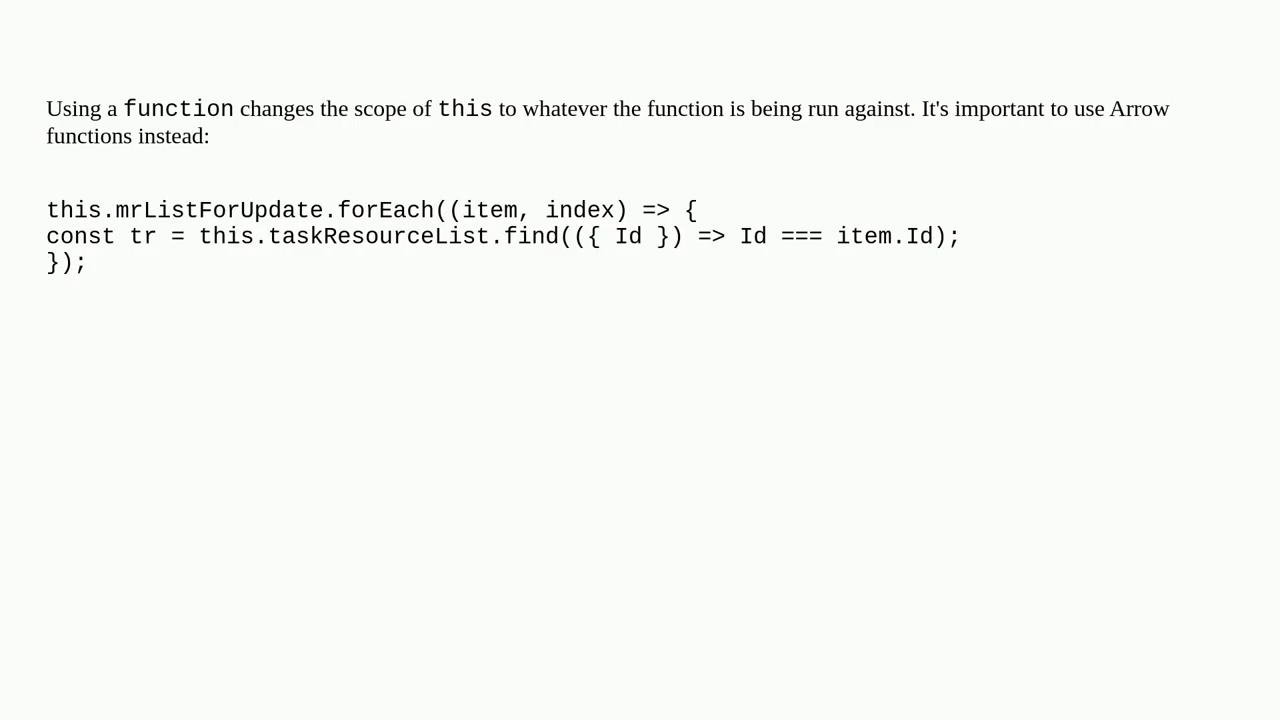 Using a function changes the scope of this to whatever the function is being run against. It's important to use Arrow
functions instead:
this.mrListForUpdate.forEach((item, index) => {
const tr = this.taskResourceList.find(({ Id }) => Id === item.Id);
});